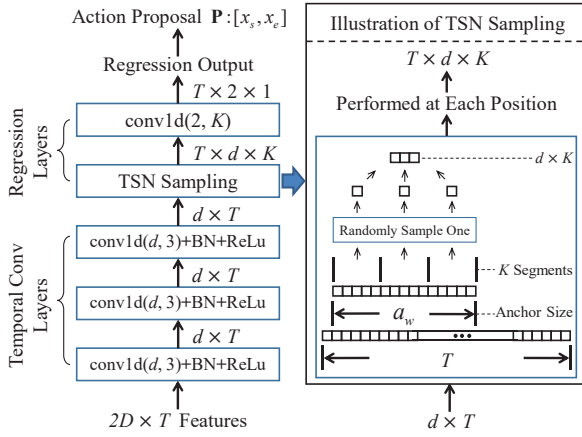 Action Proposal P:[x_s, x_e]
Regression Output
T × 2 × 1
conv1d(2, K)
T × d × K
TSN Sampling
Regression Layers
d × T
conv1d(d, 3)+BN+ReLu
d × T
conv1d(d, 3)+BN+ReLu
d × T
conv1d(d, 3)+BN+ReLu
Temporal Conv Layers
2D × T Features
Illustration of TSN Sampling
T × d × K
Performed at Each Position
d × K
Randomly Sample One
K Segments
a_w
Anchor Size
T
d × T